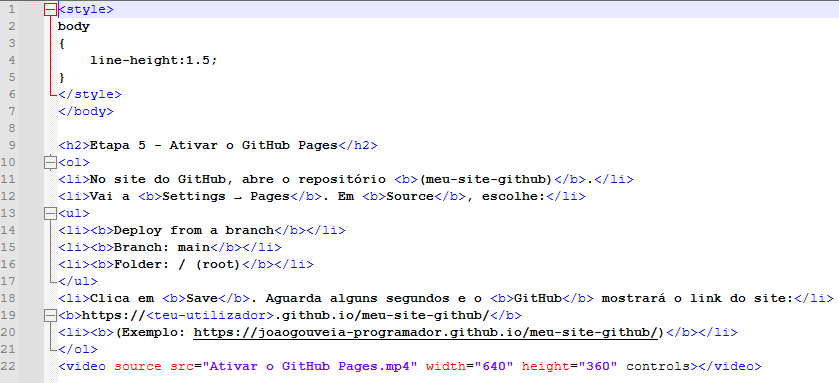 1 <style>
2 body
3 {
4 line-height:1.5;
5 }
6 </style>
7 </body>
8
9 <h2>Etapa 5 - Ativar o GitHub Pages</h2>
10 <ol>
11 <li>No site do GitHub, abre o repositório <b>(meu-site-github)</b>.</li>
12 <li>Vai a <b>Settings → Pages</b>. Em <b>Source</b>, escolhe:</li>
13 <ul>
14 <li><b>Deploy from a branch</b></li>
15 <li><b>Branch: main</b></li>
16 <li><b>Folder: / (root)</b></li>
17 </ul>
18 <li>Clica em <b>Save</b>. Aguarda alguns segundos e o <b>GitHub</b> mostrará o link do site:</li>
19 <b>https://<teu-utilizador>.github.io/meu-site-github/</b>
20 <li><b>(Exemplo: https://joaogouveia-programador.github.io/meu-site-github/)</b></li>
21 </ol>
22 <video source src="Ativar o GitHub Pages.mp4" width="640" height="360" controls></video>